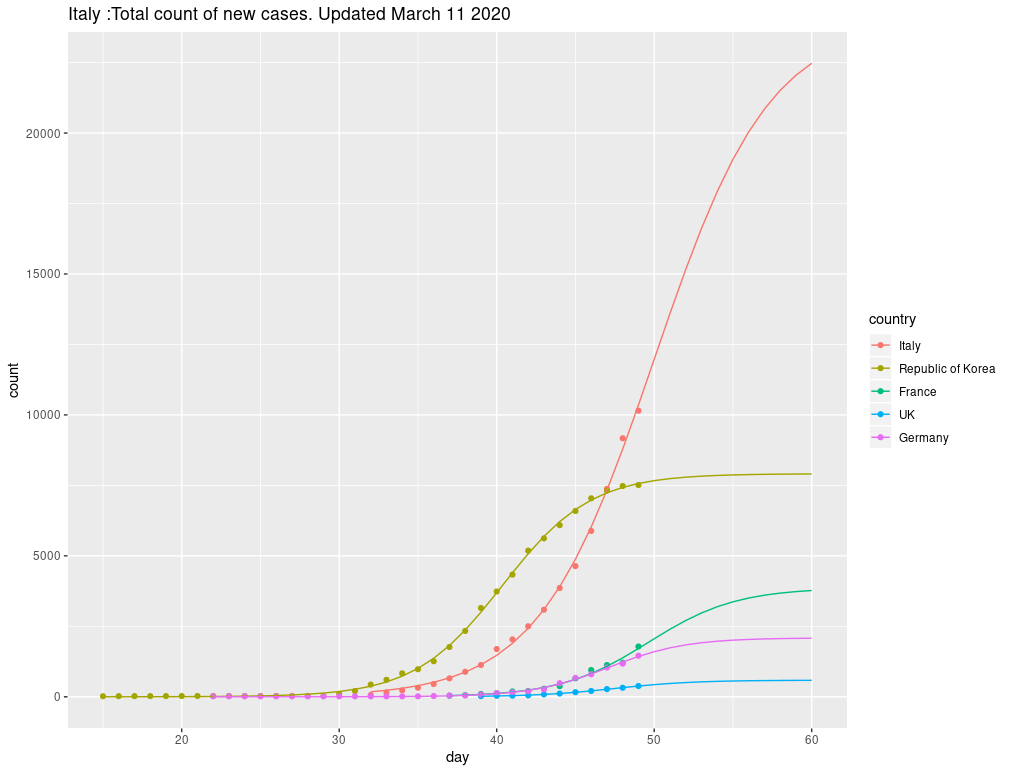 Italy :Total count of new cases. Updated March 11 2020
20000
15000
10000
5000
0
count
20 30 40 50 60
day
country
Italy
Republic of Korea
France
UK
Germany